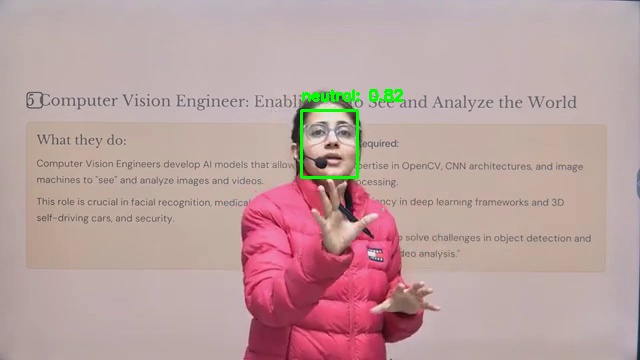 neutral: 0.82
5 Computer Vision Engineer: Enabli to See and Analyze the World
What they do:
Computer Vision Engineers develop AI models that allow
machines to "see" and analyze images and videos.
This role is crucial in facial recognition, medical
self-driving cars, and security.
equired:
pertise in OpenCV, CNN architectures, and image
ocessing.
ency in deep learning frameworks and 3D
o solve challenges in object detection and
deo analysis."